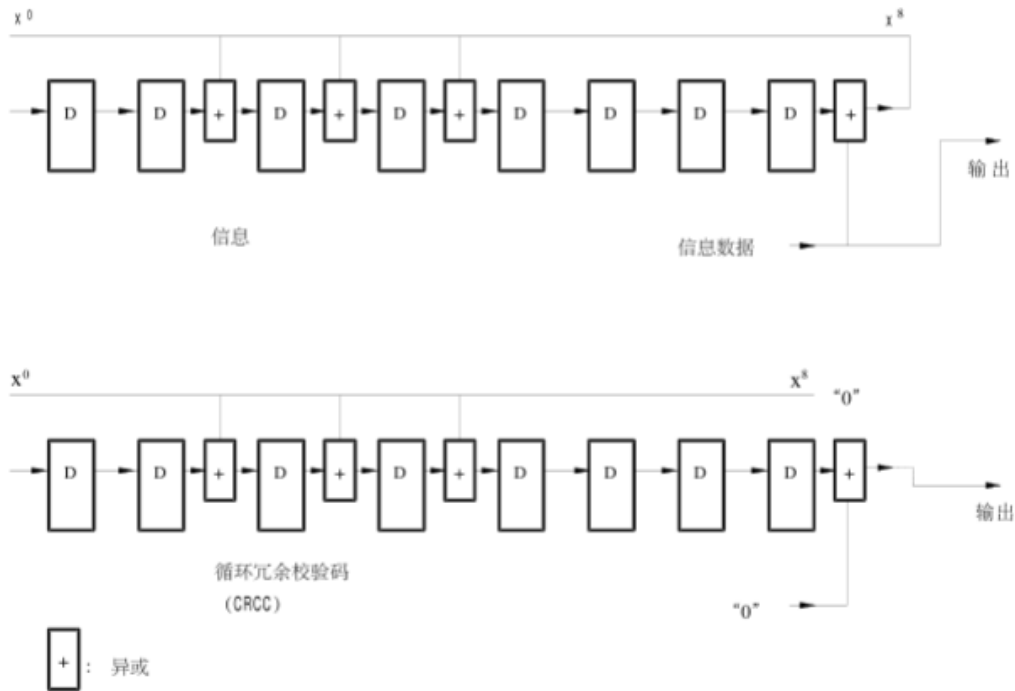 x⁰ x⁸
D D + D + D + D D D D +
输出
信息
信息数据
X⁰ X⁸ “0”
D D + D + D + D D D D +
输出
循环冗余校验码
(CRCC)
“0”
+ : 异或